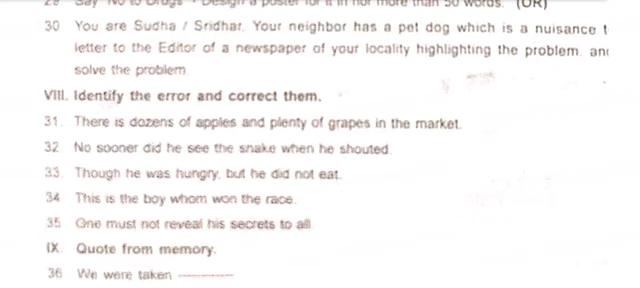 29 Say "No to Drugs" - Design a poster for it in not more than 50 words. (OR)
30 You are Sudha / Sridhar. Your neighbor has a pet dog which is a nuisance t
letter to the Editor of a newspaper of your locality highlighting the problem. and
solve the problem.
VIII. Identify the error and correct them.
31. There is dozens of apples and plenty of grapes in the market.
32 No sooner did he see the snake when he shouted.
33. Though he was hungry, but he did not eat.
34 This is the boy whom won the race.
35 One must not reveal his secrets to all.
IX. Quote from memory.
36 We were taken ————